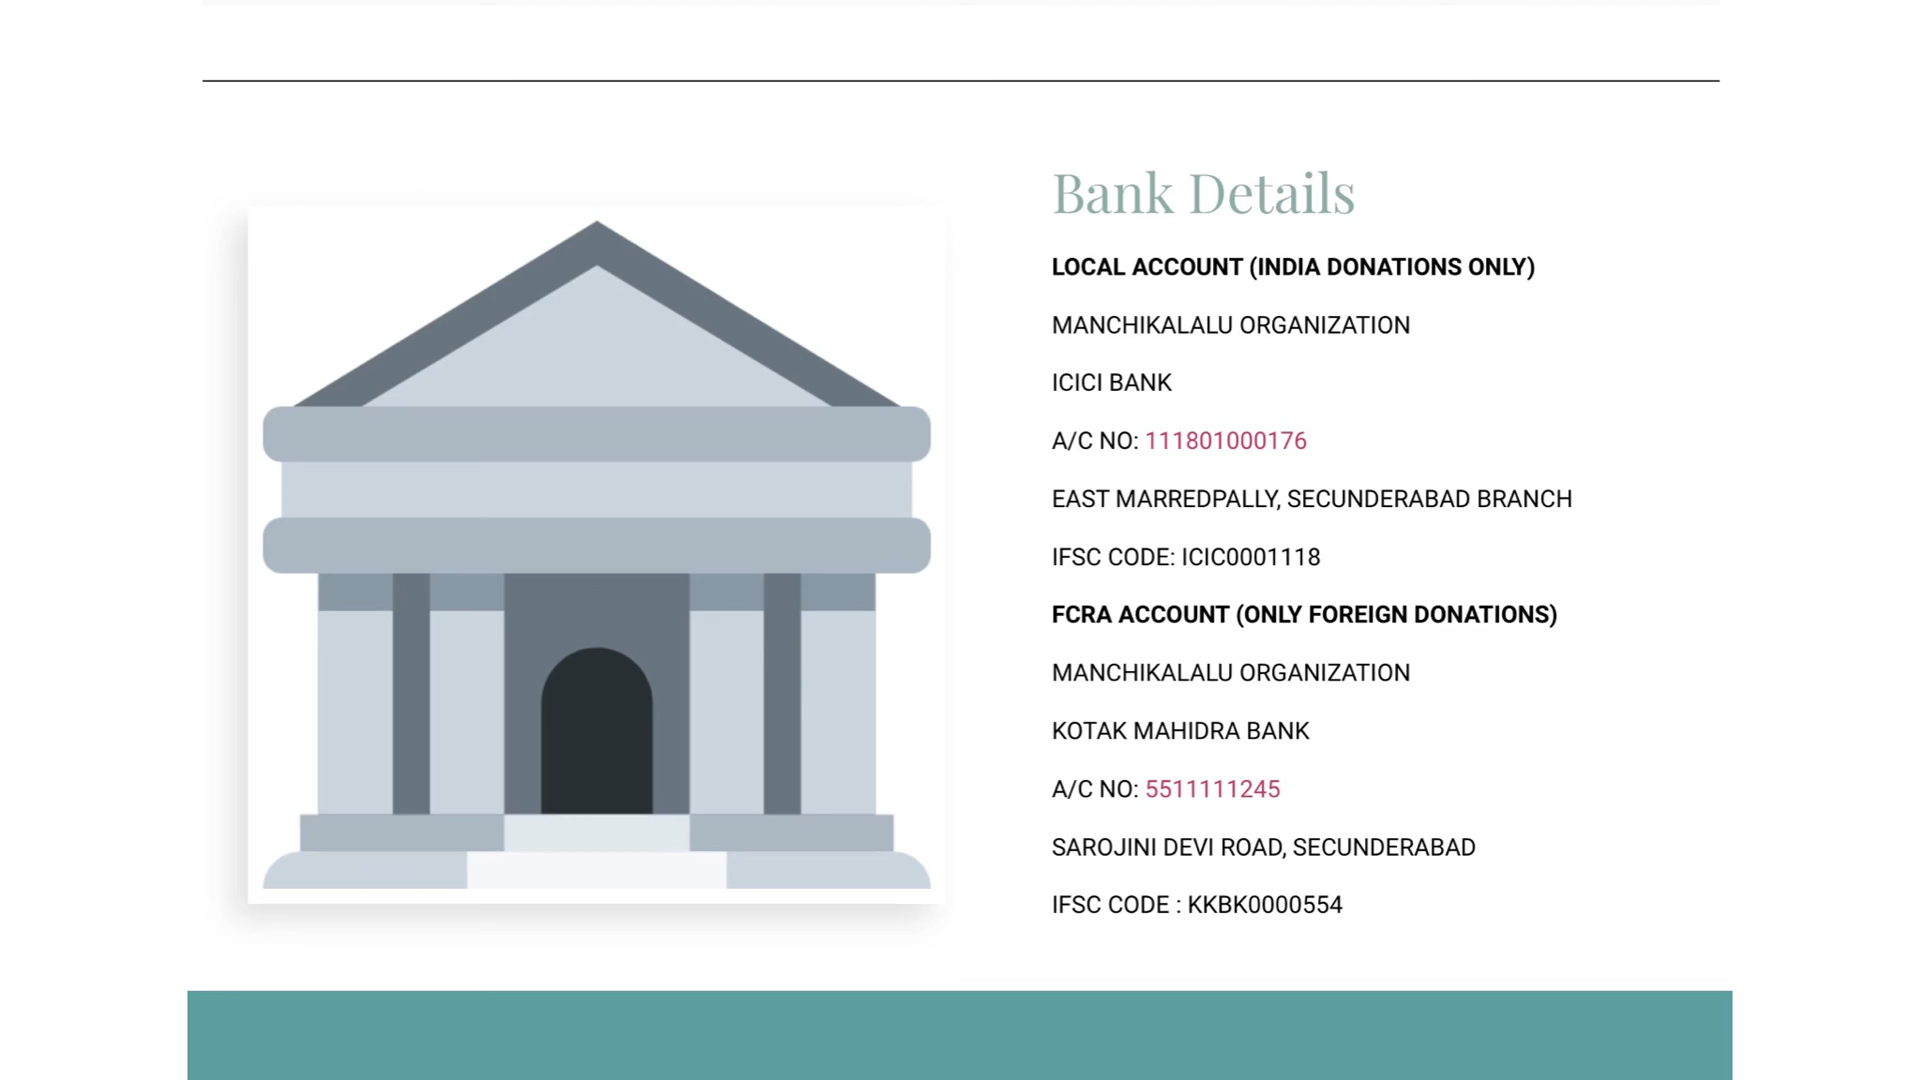 Bank Details
LOCAL ACCOUNT (INDIA DONATIONS ONLY)
MANCHIKALALU ORGANIZATION
ICICI BANK
A/C NO: 111801000176
EAST MARREDPALLY, SECUNDERABAD BRANCH
IFSC CODE: ICIC0001118
FCRA ACCOUNT (ONLY FOREIGN DONATIONS)
MANCHIKALALU ORGANIZATION
KOTAK MAHIDRA BANK
A/C NO: 5511111245
SAROJINI DEVI ROAD, SECUNDERABAD
IFSC CODE : KKBK0000554